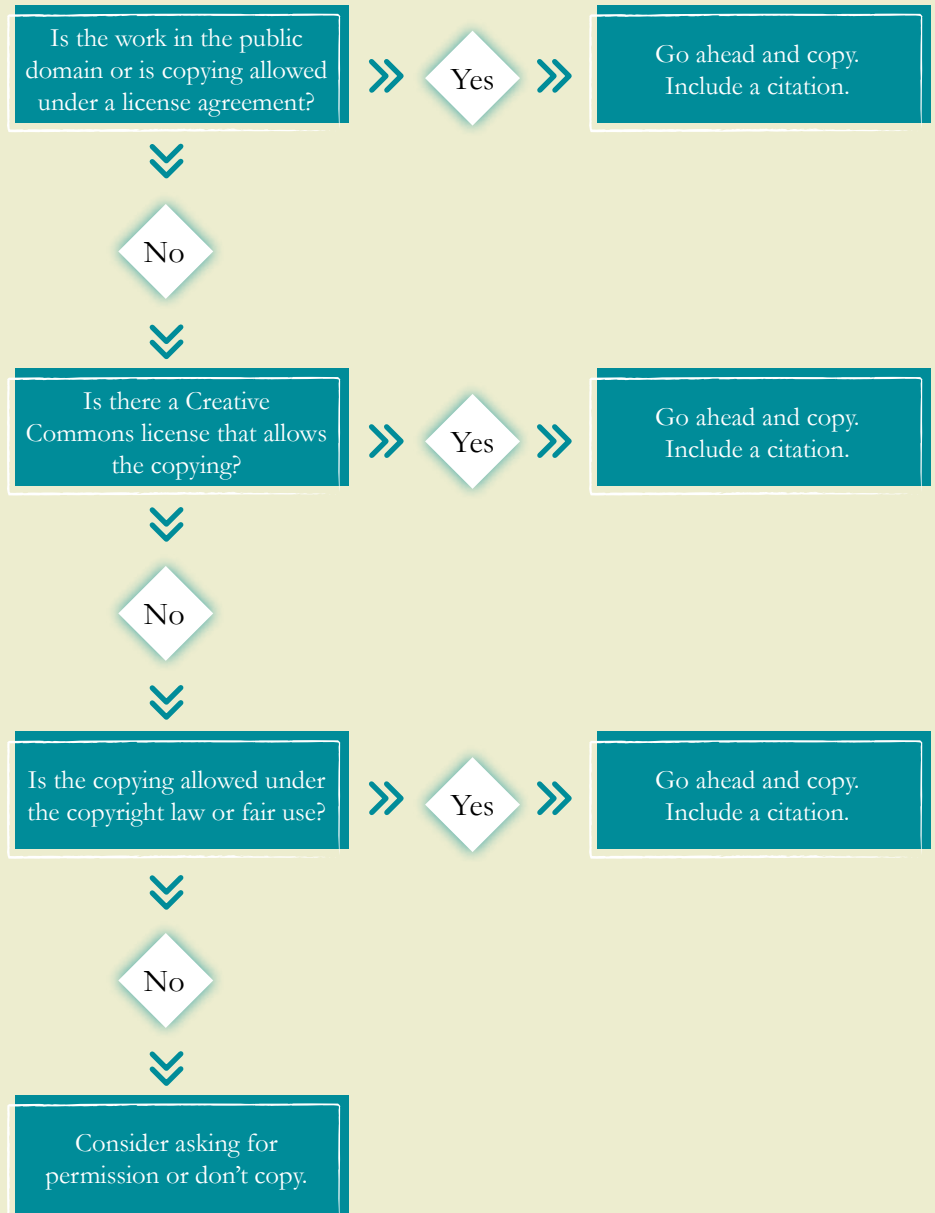 Is the work in the public
domain or is copying allowed
under a license agreement?
Yes
Go ahead and copy.
Include a citation.
No
Is there a Creative
Commons license that allows
the copying?
Yes
Go ahead and copy.
Include a citation.
No
Is the copying allowed under
the copyright law or fair use?
Yes
Go ahead and copy.
Include a citation.
No
Consider asking for
permission or don’t copy.